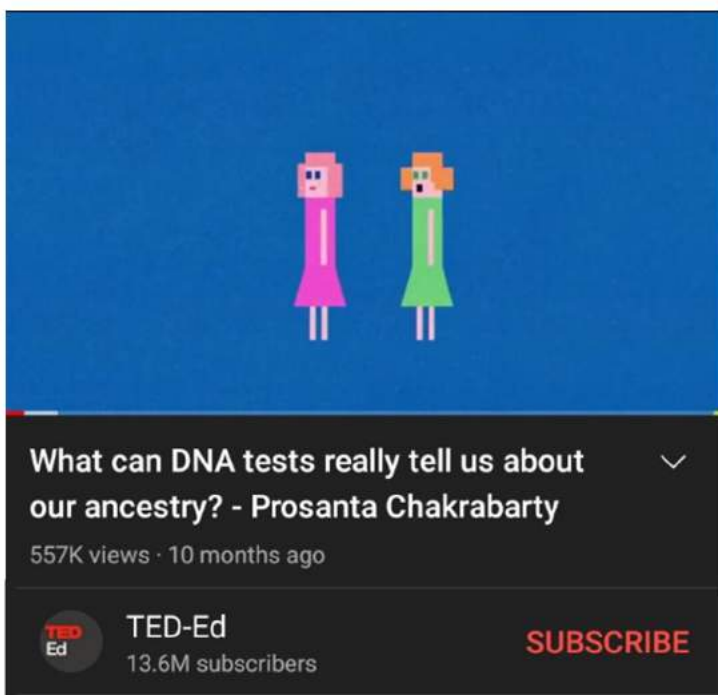 What can DNA tests really tell us about
our ancestry? - Prosanta Chakrabarty
557K views · 10 months ago
TED
Ed
TED-Ed
13.6M subscribers
SUBSCRIBE